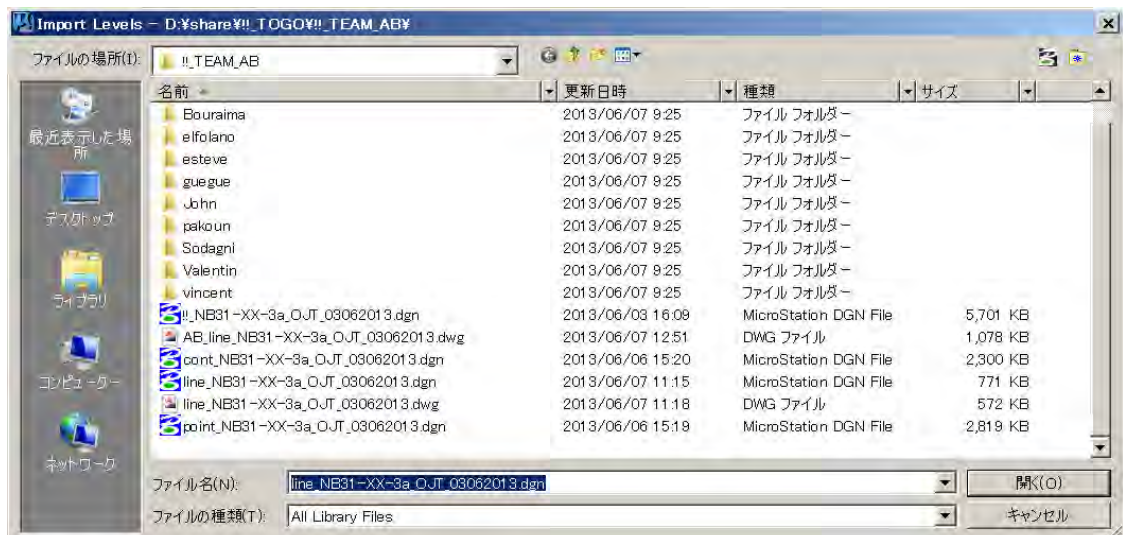 Import Levels - D:¥share¥!!_TOGO¥!!_TEAM_AB¥
ファイルの場所(I): !!_TEAM_AB
名前 更新日時 種類 サイズ
Bouraima 2013/06/07 9:25 ファイル フォルダー
elfolano 2013/06/07 9:25 ファイル フォルダー
esteve 2013/06/07 9:25 ファイル フォルダー
guegue 2013/06/07 9:25 ファイル フォルダー
John 2013/06/07 9:25 ファイル フォルダー
pakoun 2013/06/07 9:25 ファイル フォルダー
Sodagni 2013/06/07 9:25 ファイル フォルダー
Valentin 2013/06/07 9:25 ファイル フォルダー
vincent 2013/06/07 9:25 ファイル フォルダー
!!_NB31-XX-3a_OJT_03062013.dgn 2013/06/03 16:09 MicroStation DGN File 5,701 KB
AB_line_NB31-XX-3a_OJT_03062013.dwg 2013/06/07 12:51 DWG ファイル 1,078 KB
cont_NB31-XX-3a_OJT_03062013.dgn 2013/06/06 15:20 MicroStation DGN File 2,300 KB
line_NB31-XX-3a_OJT_03062013.dgn 2013/06/07 11:15 MicroStation DGN File 771 KB
line_NB31-XX-3a_OJT_03062013.dwg 2013/06/07 11:18 DWG ファイル 572 KB
point_NB31-XX-3a_OJT_03062013.dgn 2013/06/06 15:19 MicroStation DGN File 2,819 KB
最近表示した場
所
デスクトップ
ライブラリ
コンピューター
ネットワーク
ファイル名(N): line_NB31-XX-3a_OJT_03062013.dgn 開く(O)
ファイルの種類(T): All Library Files キャンセル